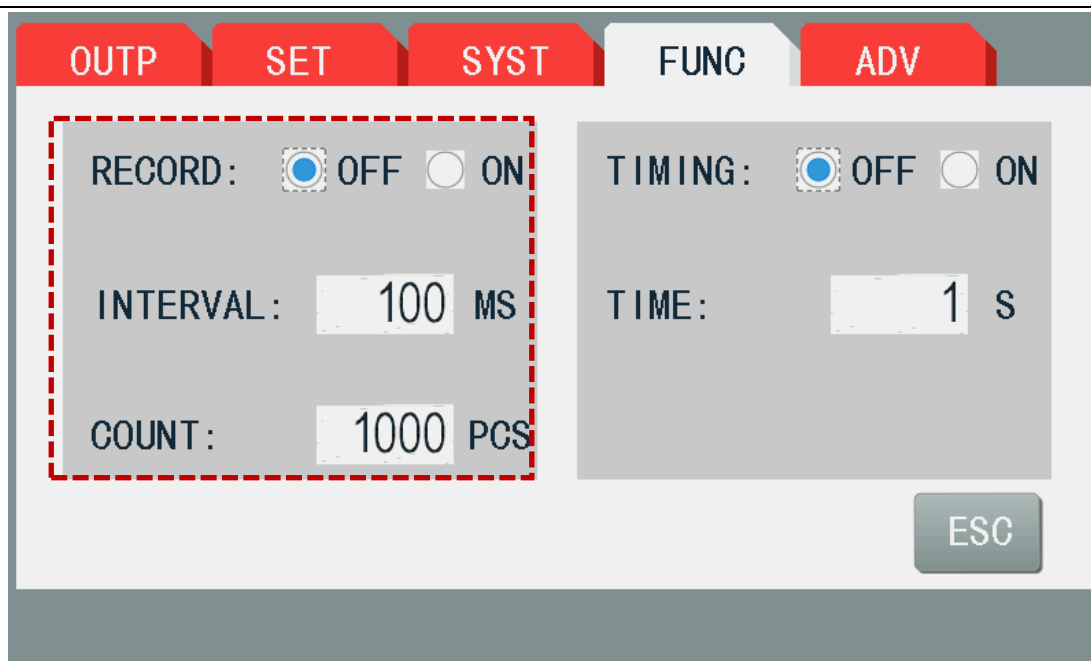 OUTP SET SYST FUNC ADV
RECORD: OFF ON
INTERVAL: 100 MS
COUNT: 1000 PCS
TIMING: OFF ON
TIME: 1 S
ESC